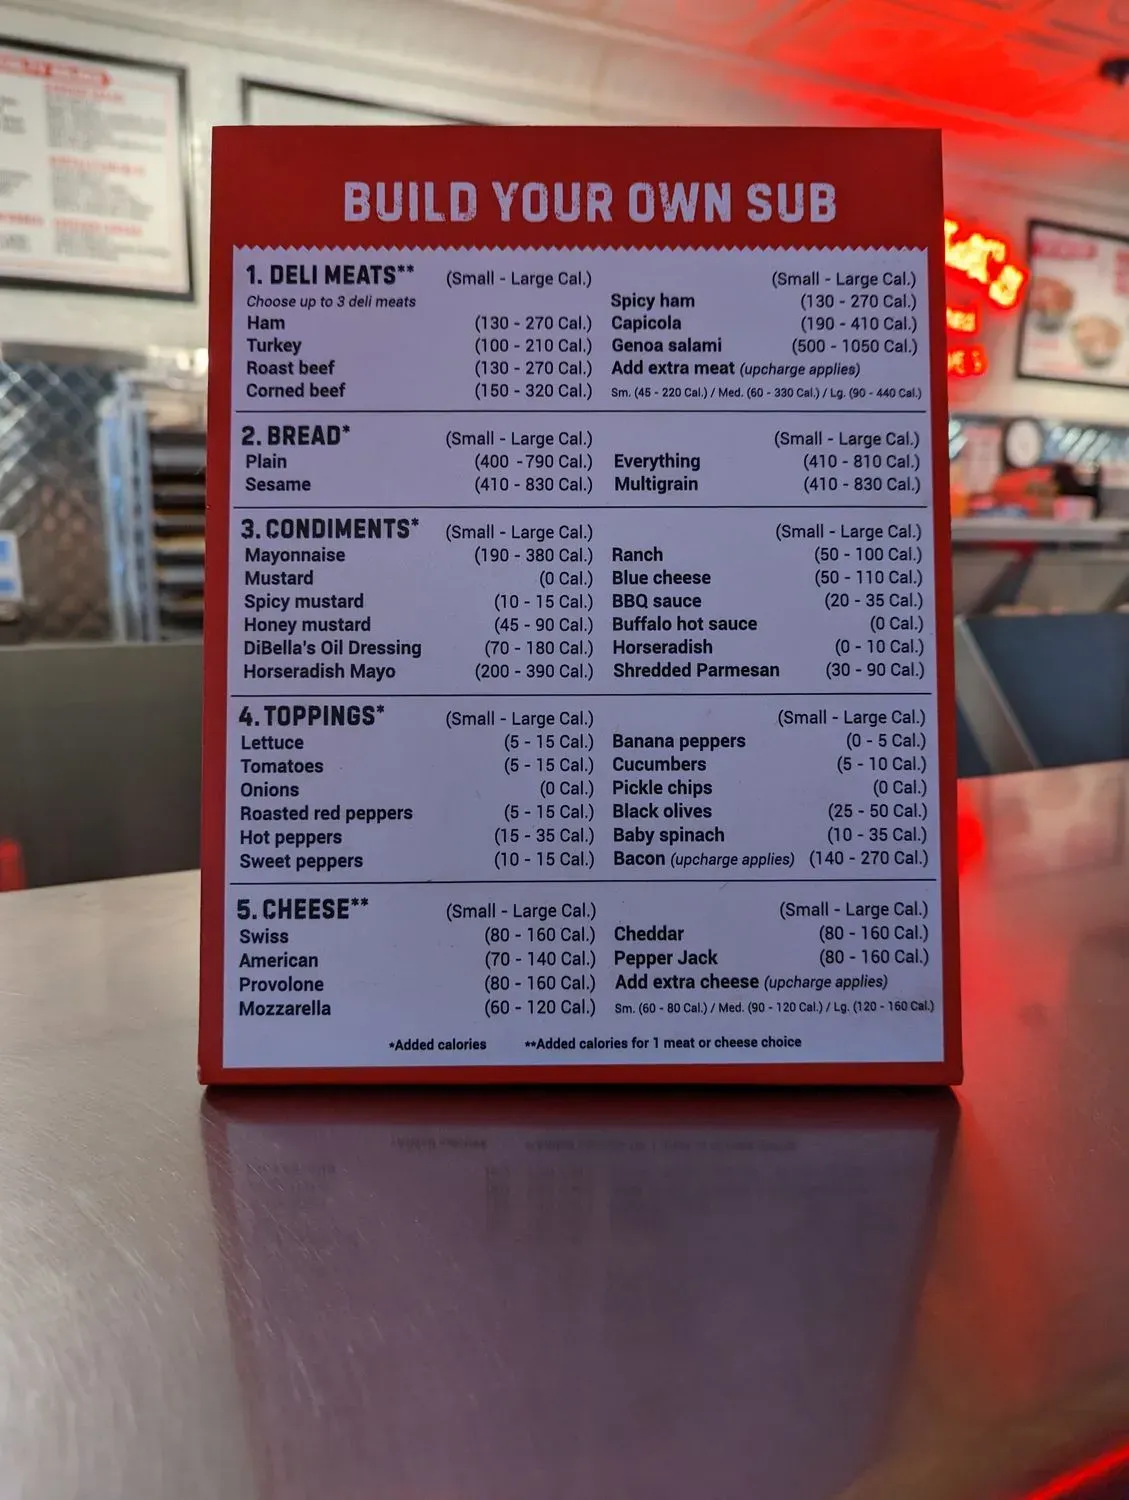 BUILD YOUR OWN SUB
1. DELI MEATS** (Small - Large Cal.)
Choose up to 3 deli meats
Ham (130 - 270 Cal.)
Turkey (100 - 210 Cal.)
Roast beef (130 - 270 Cal.)
Corned beef (150 - 320 Cal.)
(Small - Large Cal.)
Spicy ham (130 - 270 Cal.)
Capicola (190 - 410 Cal.)
Genoa salami (500 - 1050 Cal.)
Add extra meat (upcharge applies)
Sm. (45 - 220 Cal.) / Med. (60 - 330 Cal.) / Lg. (90 - 440 Cal.)
2. BREAD* (Small - Large Cal.)
Plain (400 -790 Cal.)
Sesame (410 - 830 Cal.)
(Small - Large Cal.)
Everything (410 - 810 Cal.)
Multigrain (410 - 830 Cal.)
3. CONDIMENTS* (Small - Large Cal.)
Mayonnaise (190 - 380 Cal.)
Mustard (0 Cal.)
Spicy mustard (10 - 15 Cal.)
Honey mustard (45 - 90 Cal.)
DiBella's Oil Dressing (70 - 180 Cal.)
Horseradish Mayo (200 - 390 Cal.)
(Small - Large Cal.)
Ranch (50 - 100 Cal.)
Blue cheese (50 - 110 Cal.)
BBQ sauce (20 - 35 Cal.)
Buffalo hot sauce (0 Cal.)
Horseradish (0 - 10 Cal.)
Shredded Parmesan (30 - 90 Cal.)
4. TOPPINGS* (Small - Large Cal.)
Lettuce (5 - 15 Cal.)
Tomatoes (5 - 15 Cal.)
Onions (0 Cal.)
Roasted red peppers (5 - 15 Cal.)
Hot peppers (15 - 35 Cal.)
Sweet peppers (10 - 15 Cal.)
(Small - Large Cal.)
Banana peppers (0 - 5 Cal.)
Cucumbers (5 - 10 Cal.)
Pickle chips (0 Cal.)
Black olives (25 - 50 Cal.)
Baby spinach (10 - 35 Cal.)
Bacon (upcharge applies) (140 - 270 Cal.)
5. CHEESE** (Small - Large Cal.)
Swiss (80 - 160 Cal.)
American (70 - 140 Cal.)
Provolone (80 - 160 Cal.)
Mozzarella (60 - 120 Cal.)
(Small - Large Cal.)
Cheddar (80 - 160 Cal.)
Pepper Jack (80 - 160 Cal.)
Add extra cheese (upcharge applies)
Sm. (60 - 80 Cal.) / Med. (90 - 120 Cal.) / Lg. (120 - 160 Cal.)
*Added calories **Added calories for 1 meat or cheese choice